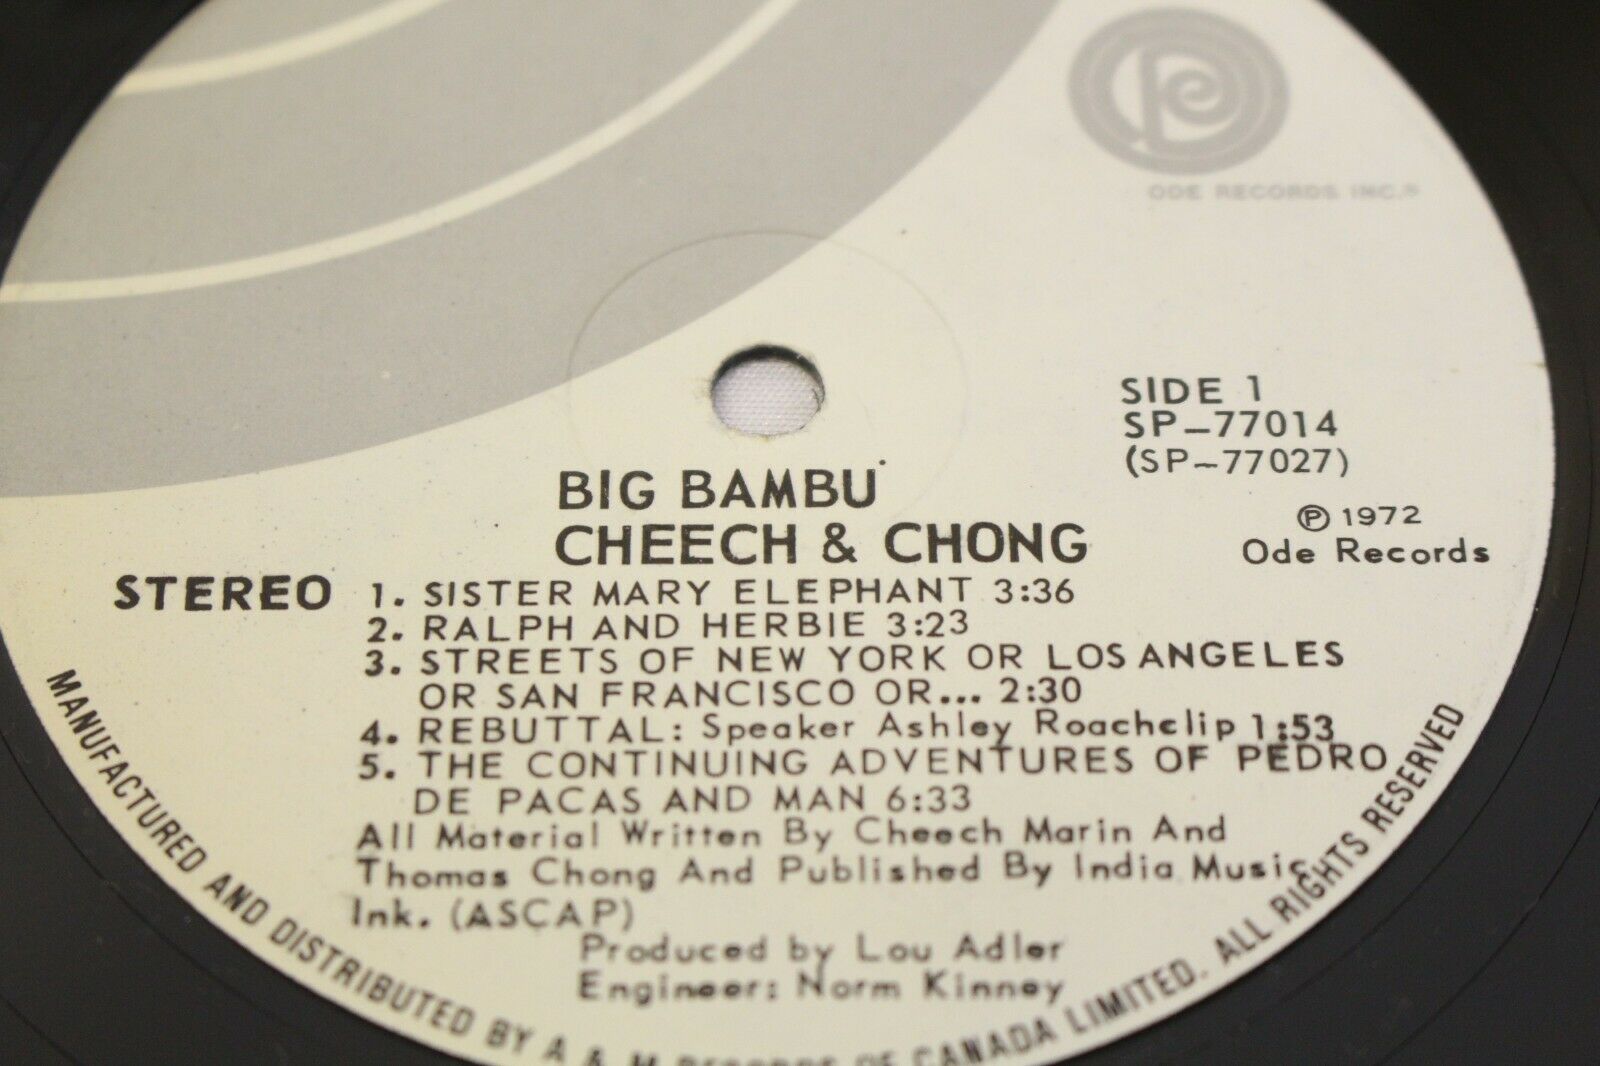 ODE RECORDS INC.®
SIDE 1
SP-77014
(SP-77027)
BIG BAMBU
CHEECH & CHONG
℗ 1972
Ode Records
STEREO
1. SISTER MARY ELEPHANT 3:36
2. RALPH AND HERBIE 3:23
3. STREETS OF NEW YORK OR LOS ANGELES
OR SAN FRANCISCO OR... 2:30
4. REBUTTAL: Speaker Ashley Roachclip 1:53
5. THE CONTINUING ADVENTURES OF PEDRO
DE PACAS AND MAN 6:33
All Material Written By Cheech Marin And
Thomas Chong And Published By India Music
Ink. (ASCAP)
Produced by Lou Adler
Engineer: Norm Kinney
MANUFACTURED AND DISTRIBUTED BY A & M RECORDS OF CANADA LIMITED. ALL RIGHTS RESERVED